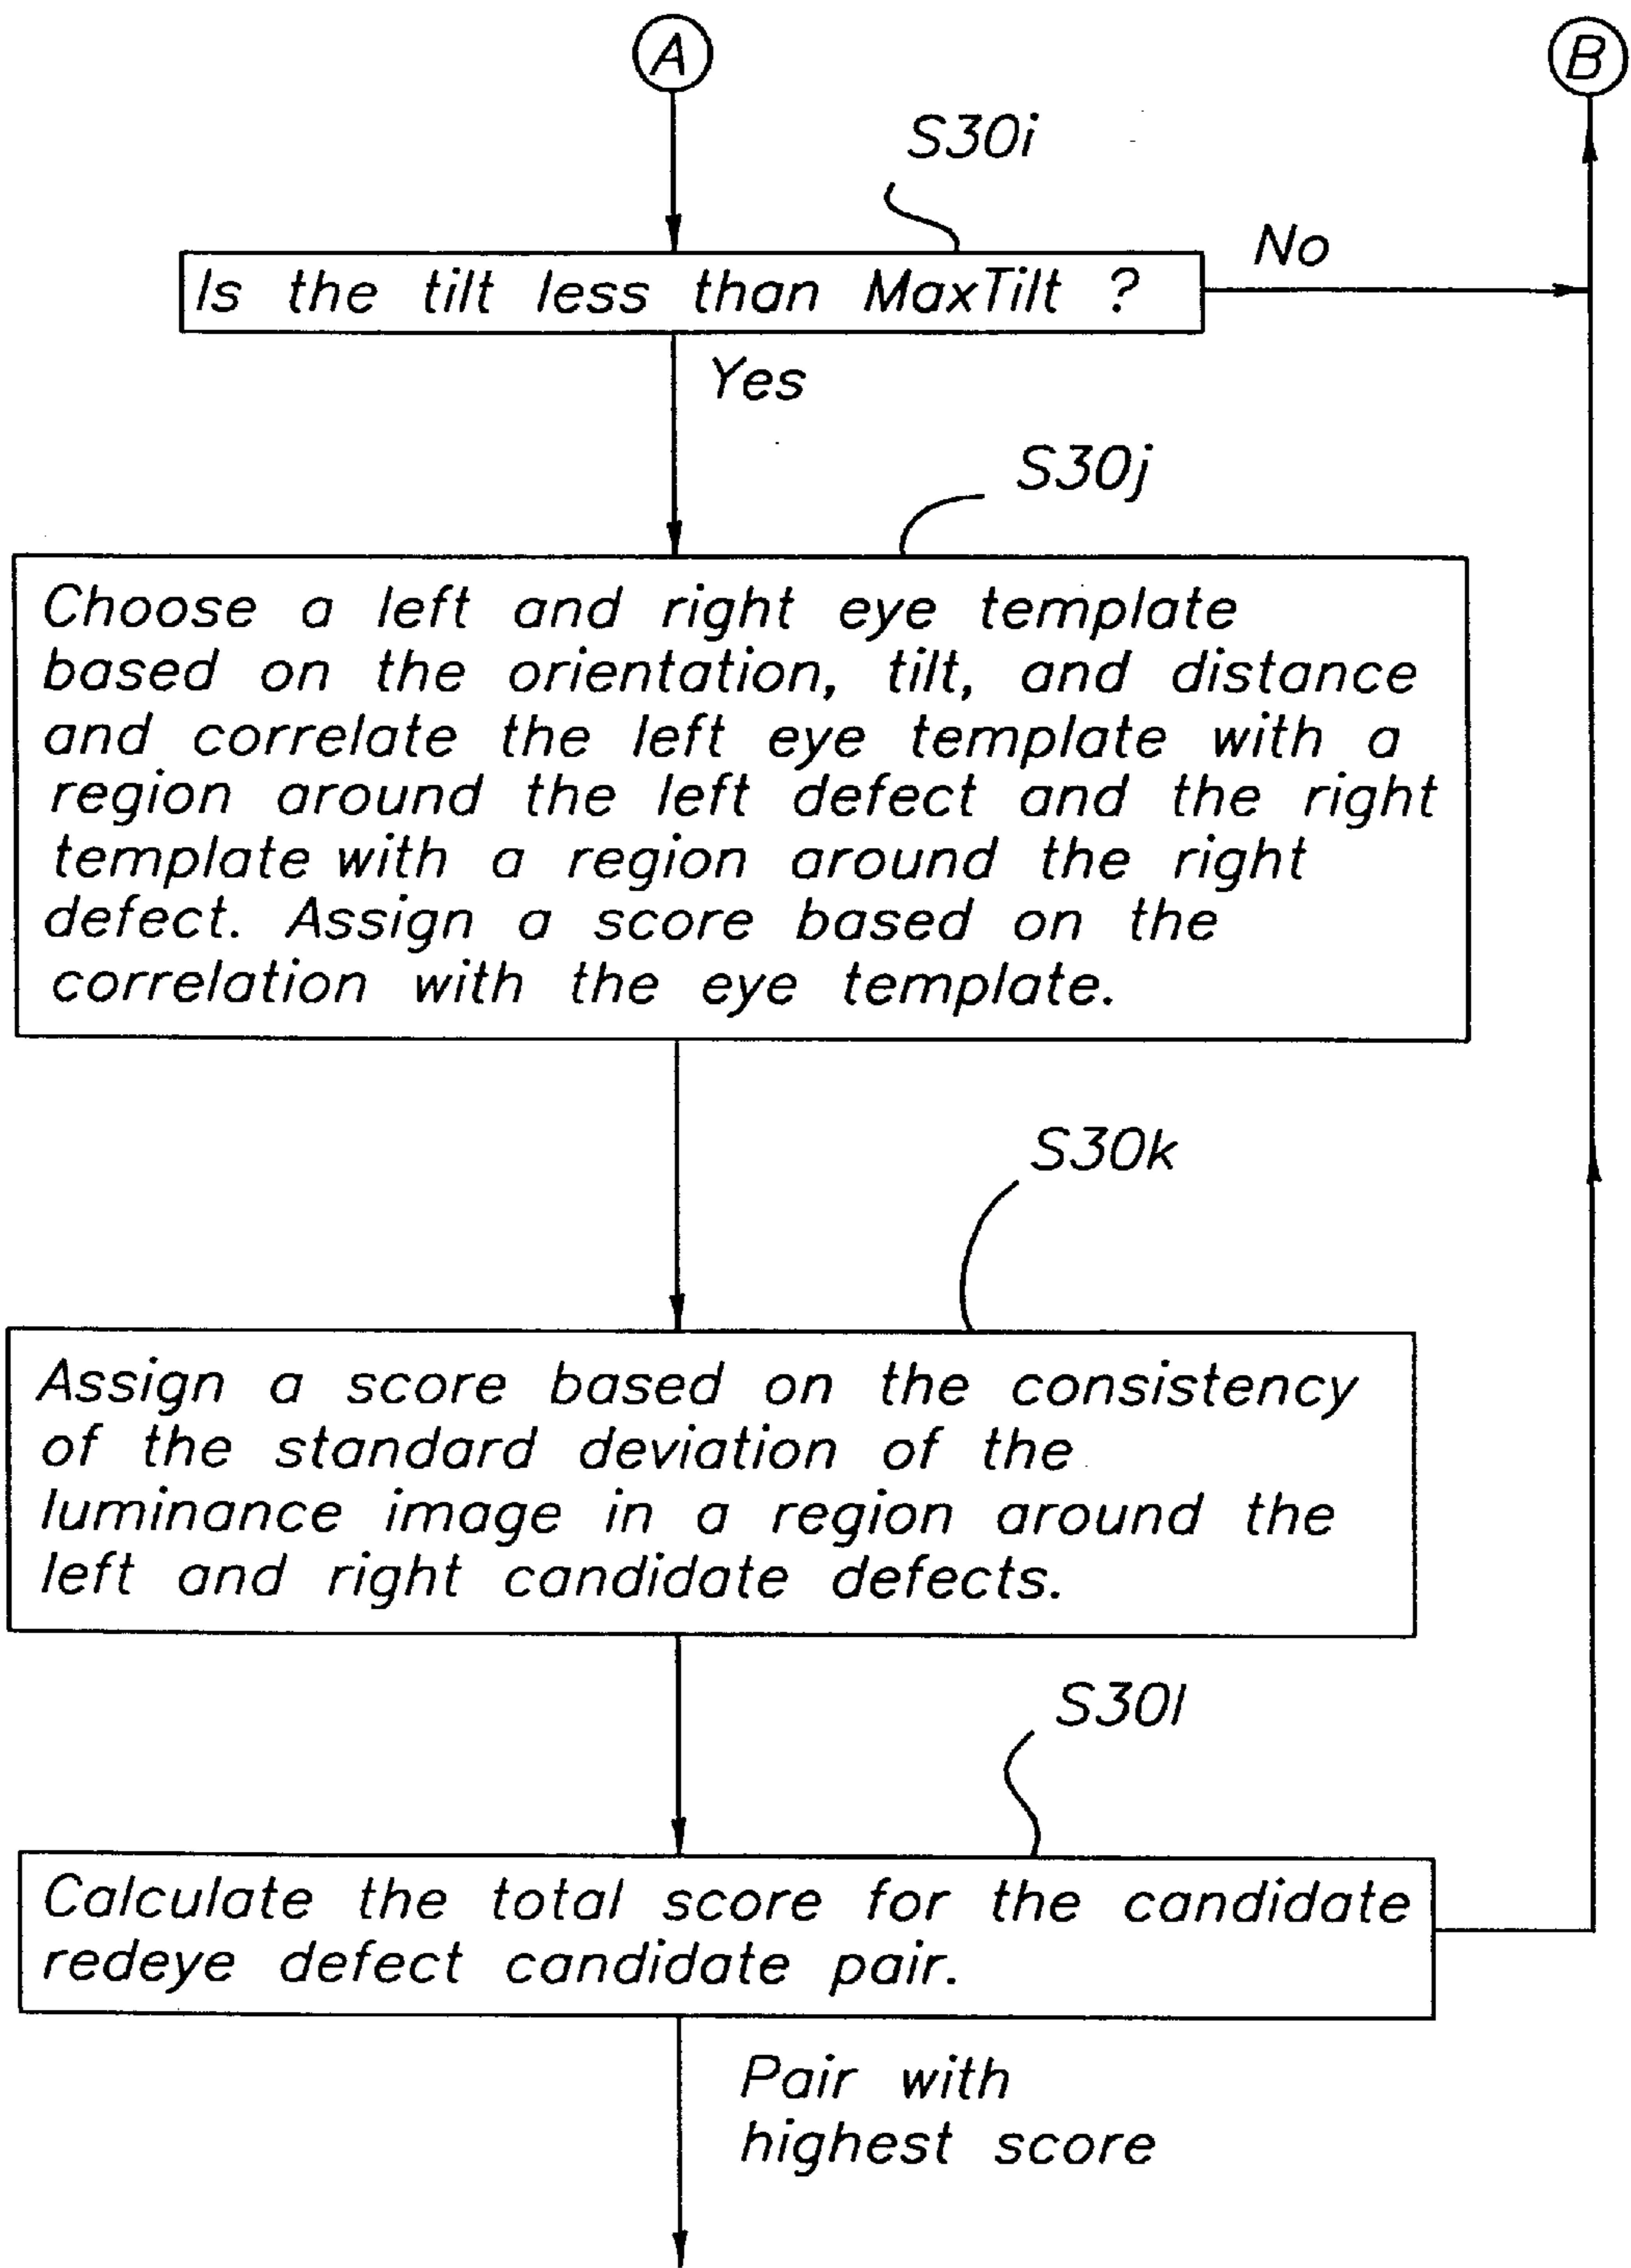 A
B
S30i
Is the tilt less than MaxTilt ?
No
Yes
S30j
Choose a left and right eye template
based on the orientation, tilt, and distance
and correlate the left eye template with a
region around the left defect and the right
template with a region around the right
defect. Assign a score based on the
correlation with the eye template.
S30k
Assign a score based on the consistency
of the standard deviation of the
luminance image in a region around the
left and right candidate defects.
S30l
Calculate the total score for the candidate
redeye defect candidate pair.
Pair with
highest score